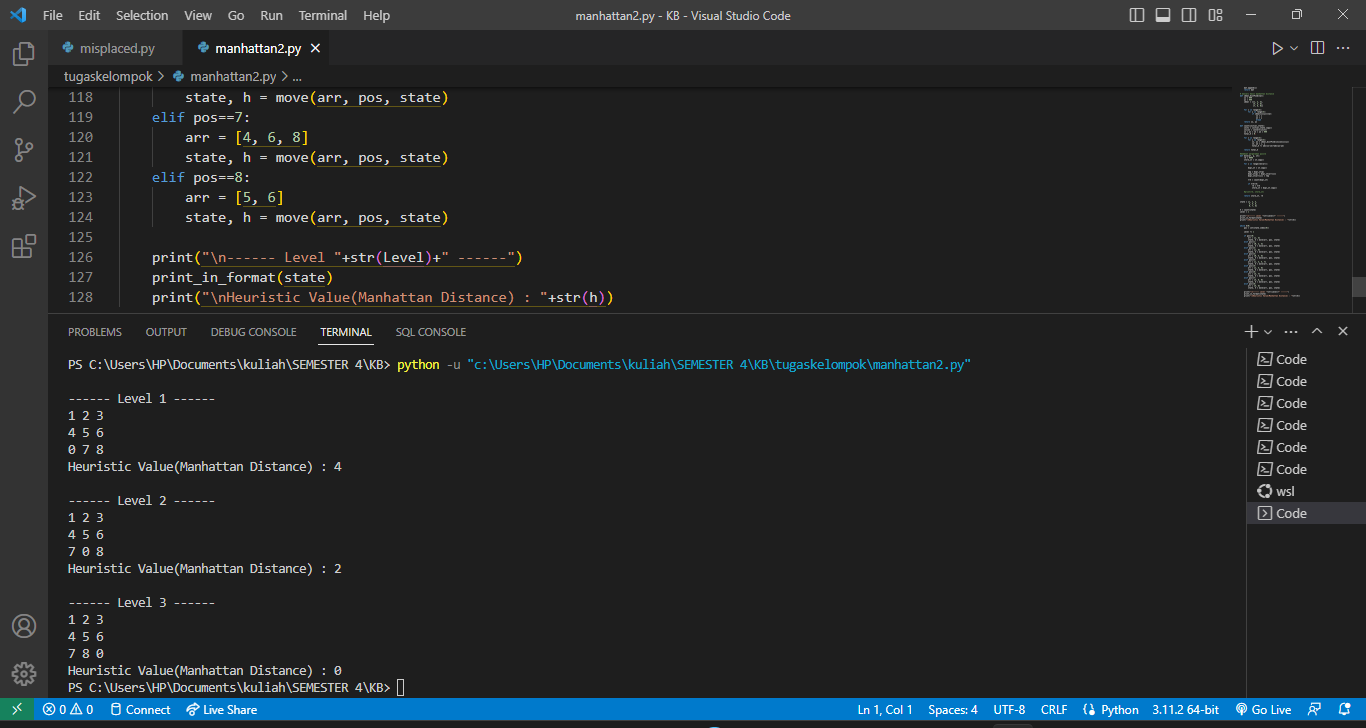 File Edit Selection View Go Run Terminal Help manhattan2.py - KB - Visual Studio Code
misplaced.py manhattan2.py
tugaskelompok > manhattan2.py > ...
118 state, h = move(arr, pos, state)
119 elif pos==7:
120 arr = [4, 6, 8]
121 state, h = move(arr, pos, state)
122 elif pos==8:
123 arr = [5, 6]
124 state, h = move(arr, pos, state)
125
126 print("\n------ Level "+str(Level)+" ------")
127 print_in_format(state)
128 print("\nHeuristic Value(Manhattan Distance) : "+str(h))
PROBLEMS OUTPUT DEBUG CONSOLE TERMINAL SQL CONSOLE
PS C:\Users\HP\Documents\kuliah\SEMESTER 4\KB> python -u "c:\Users\HP\Documents\kuliah\SEMESTER 4\KB\tugaskelompok\manhattan2.py"
------ Level 1 ------
1 2 3
4 5 6
0 7 8
Heuristic Value(Manhattan Distance) : 4
------ Level 2 ------
1 2 3
4 5 6
7 0 8
Heuristic Value(Manhattan Distance) : 2
------ Level 3 ------
1 2 3
4 5 6
7 8 0
Heuristic Value(Manhattan Distance) : 0
PS C:\Users\HP\Documents\kuliah\SEMESTER 4\KB>
Code
Code
Code
Code
Code
Code
wsl
Code
0 0 Connect Live Share Ln 1, Col 1 Spaces: 4 UTF-8 CRLF Python 3.11.2 64-bit Go Live